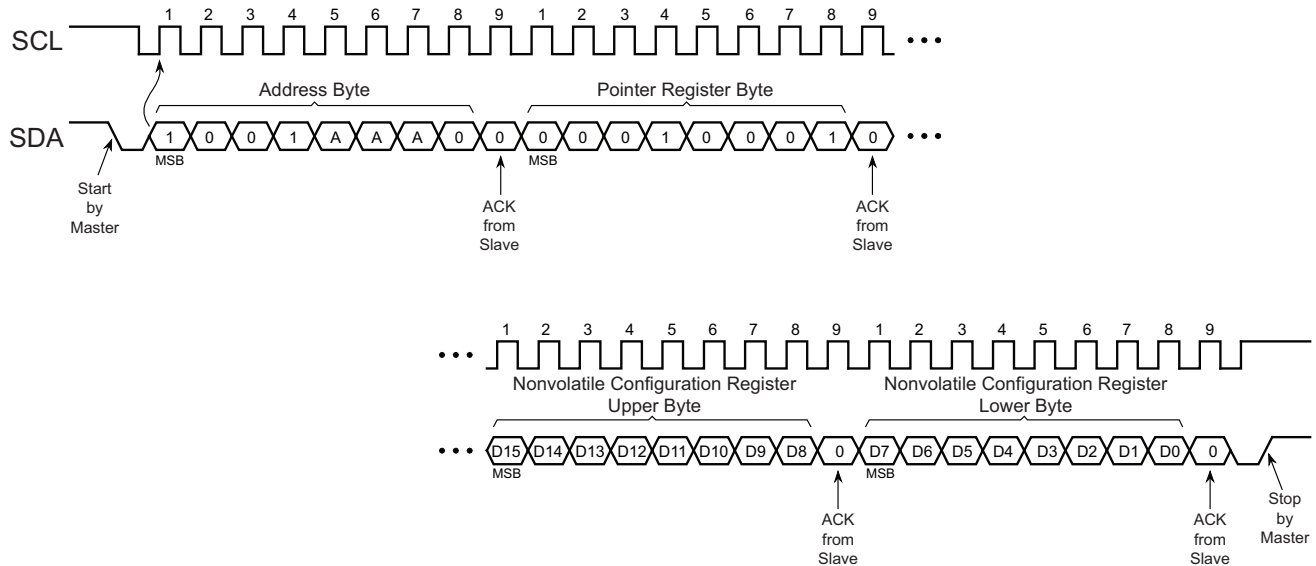 1 2 3 4 5 6 7 8 9 1 2 3 4 5 6 7 8 9
SCL
Address Byte Pointer Register Byte
SDA 1 0 0 1 A A A 0 0 0 0 0 1 0 0 0 1 0
MSB MSB
Start
by
Master
ACK
from
Slave
ACK
from
Slave
1 2 3 4 5 6 7 8 9 1 2 3 4 5 6 7 8 9
Nonvolatile Configuration Register
Upper Byte
Nonvolatile Configuration Register
Lower Byte
D15 D14 D13 D12 D11 D10 D9 D8 0 D7 D6 D5 D4 D3 D2 D1 D0 0
MSB MSB
ACK
from
Slave
ACK
from
Slave
Stop
by
Master